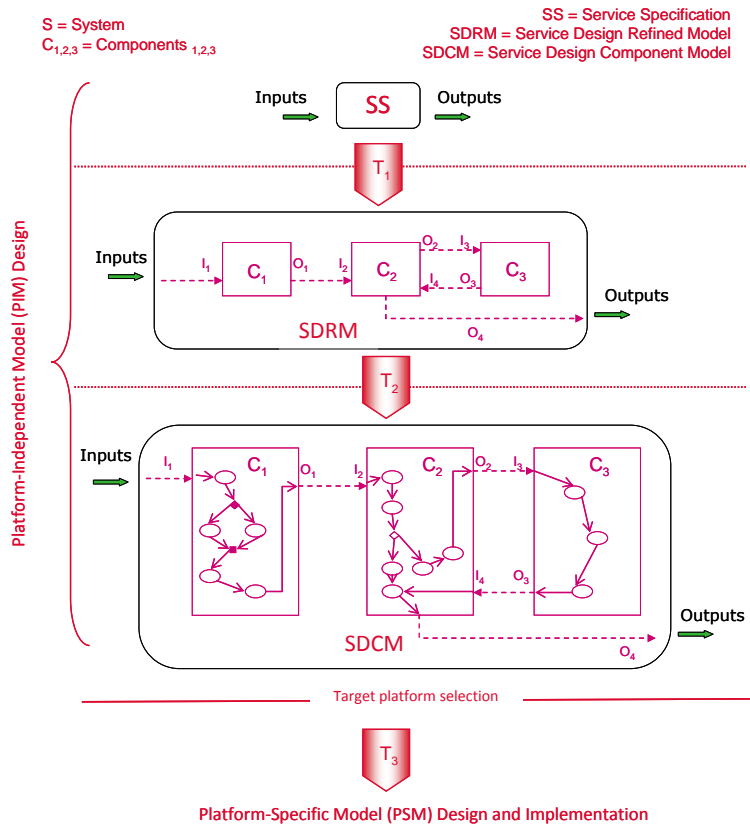 S = System
C1,2,3 = Components 1,2,3
SS = Service Specification
SDRM = Service Design Refined Model
SDCM = Service Design Component Model
Inputs
SS
Outputs
T1
Platform-Independent Model (PIM) Design
Inputs
I1
C1
O1
I2
C2
O2
I3
I4
O3
C3
Outputs
O4
SDRM
T2
Inputs
I1
C1
O1
I2
C2
O2
I3
C3
I4
O3
Outputs
O4
SDCM
Target platform selection
T3
Platform-Specific Model (PSM) Design and Implementation